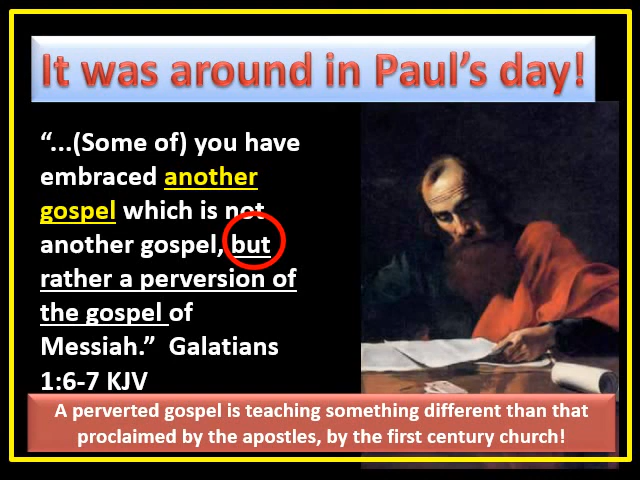 It was around in Paul's day!
“...(Some of) you have
embraced another
gospel which is not
another gospel, but
rather a perversion of
the gospel of
Messiah.”  Galatians
1:6-7 KJV
A perverted gospel is teaching something different than that
proclaimed by the apostles, by the first century church!